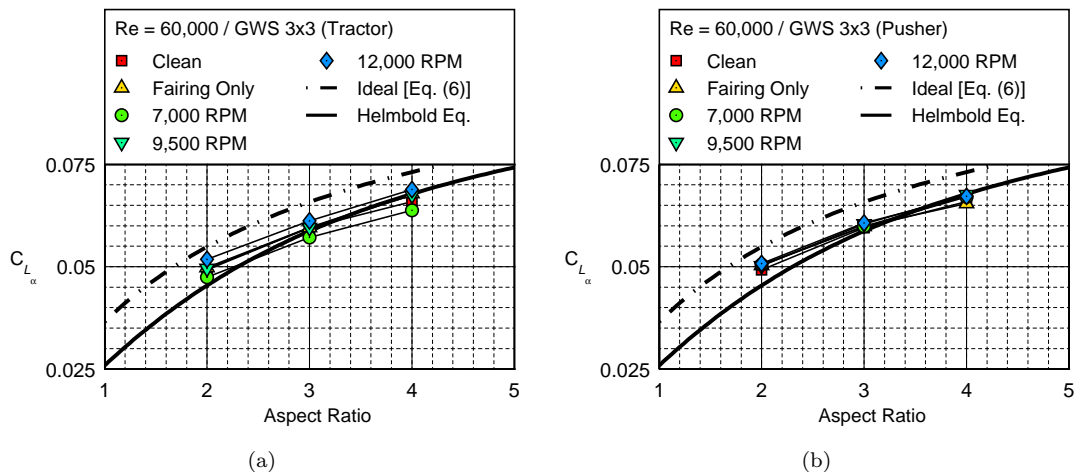 Re = 60,000 / GWS 3x3 (Tractor)
Clean
Fairing Only
7,000 RPM
9,500 RPM
12,000 RPM
Ideal [Eq. (6)]
Helmbold Eq.
0.075
0.05
0.025
C_L_α
1 2 3 4 5
Aspect Ratio
(a)
Re = 60,000 / GWS 3x3 (Pusher)
Clean
Fairing Only
7,000 RPM
9,500 RPM
12,000 RPM
Ideal [Eq. (6)]
Helmbold Eq.
0.075
0.05
0.025
C_L_α
1 2 3 4 5
Aspect Ratio
(b)